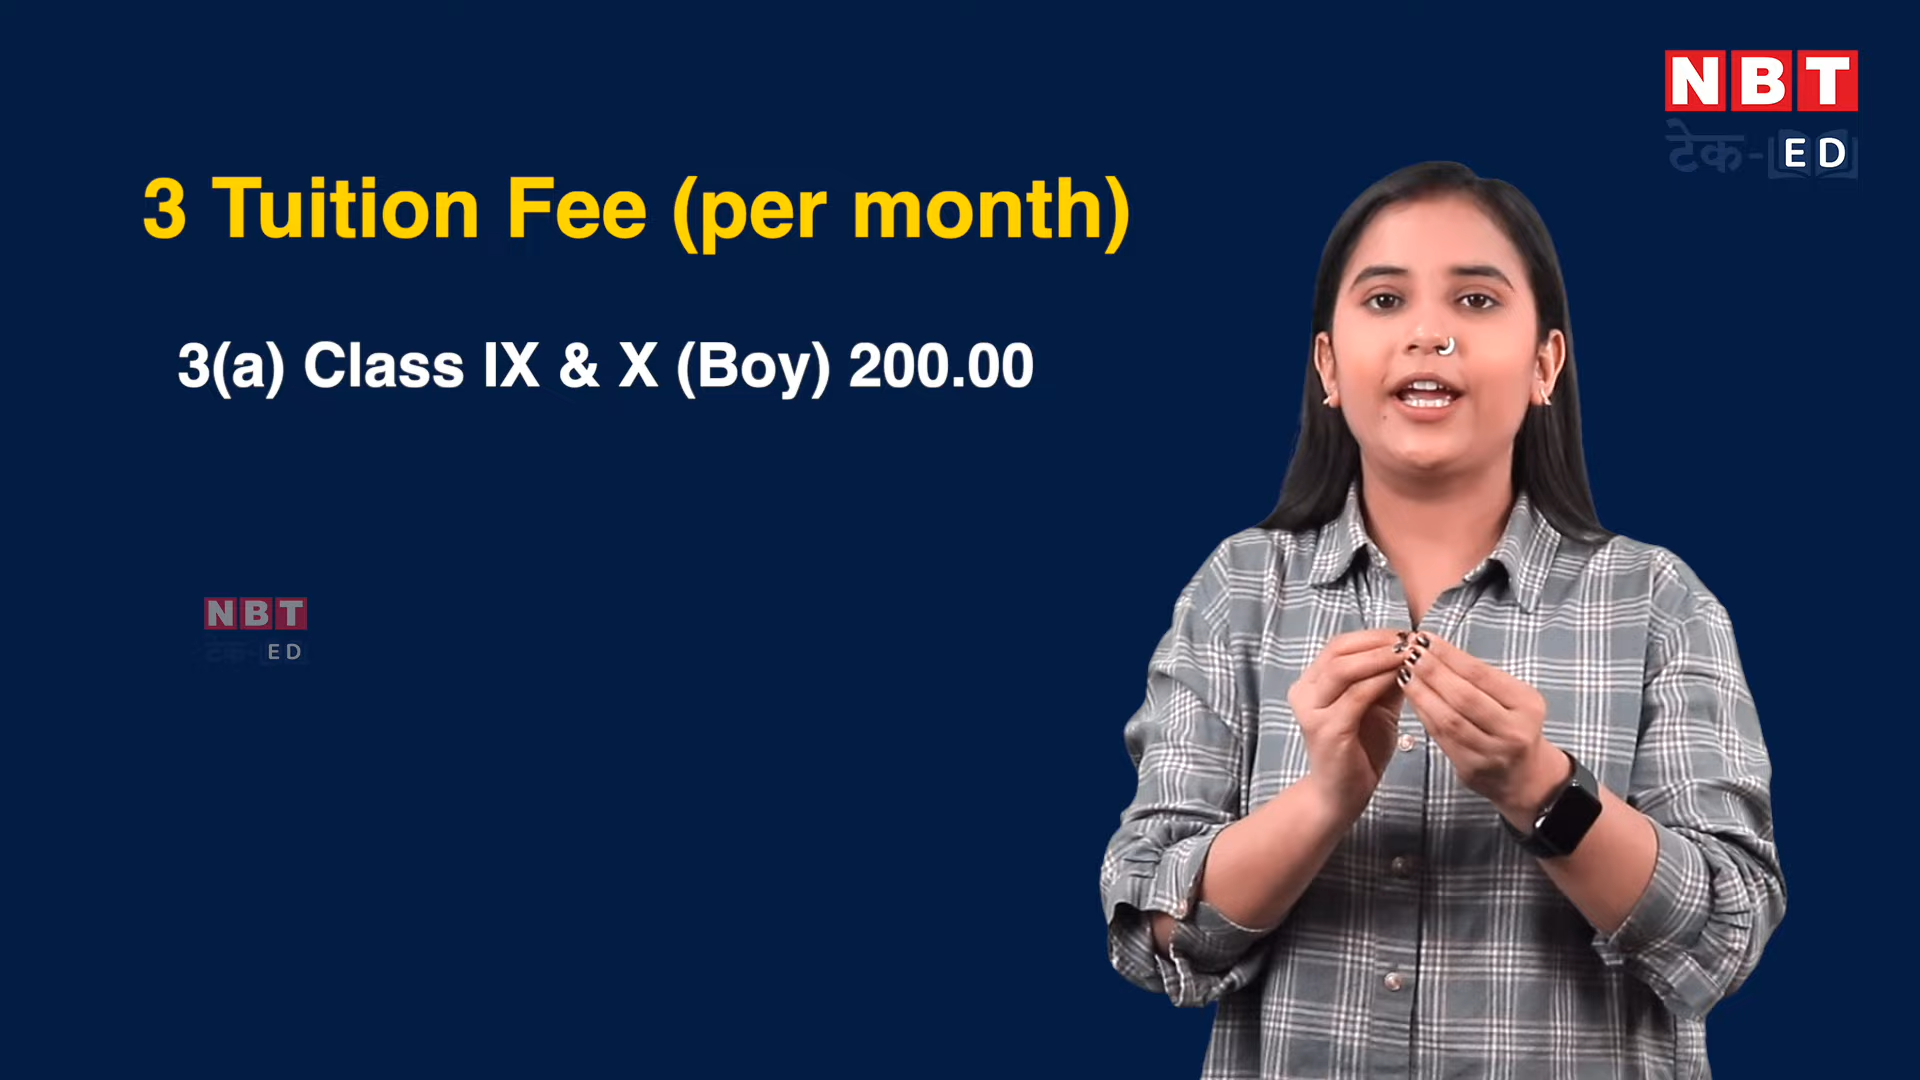 NBT
टेक-ED
3 Tuition Fee (per month)
3(a) Class IX & X (Boy) 200.00
NBT
टेक-ED